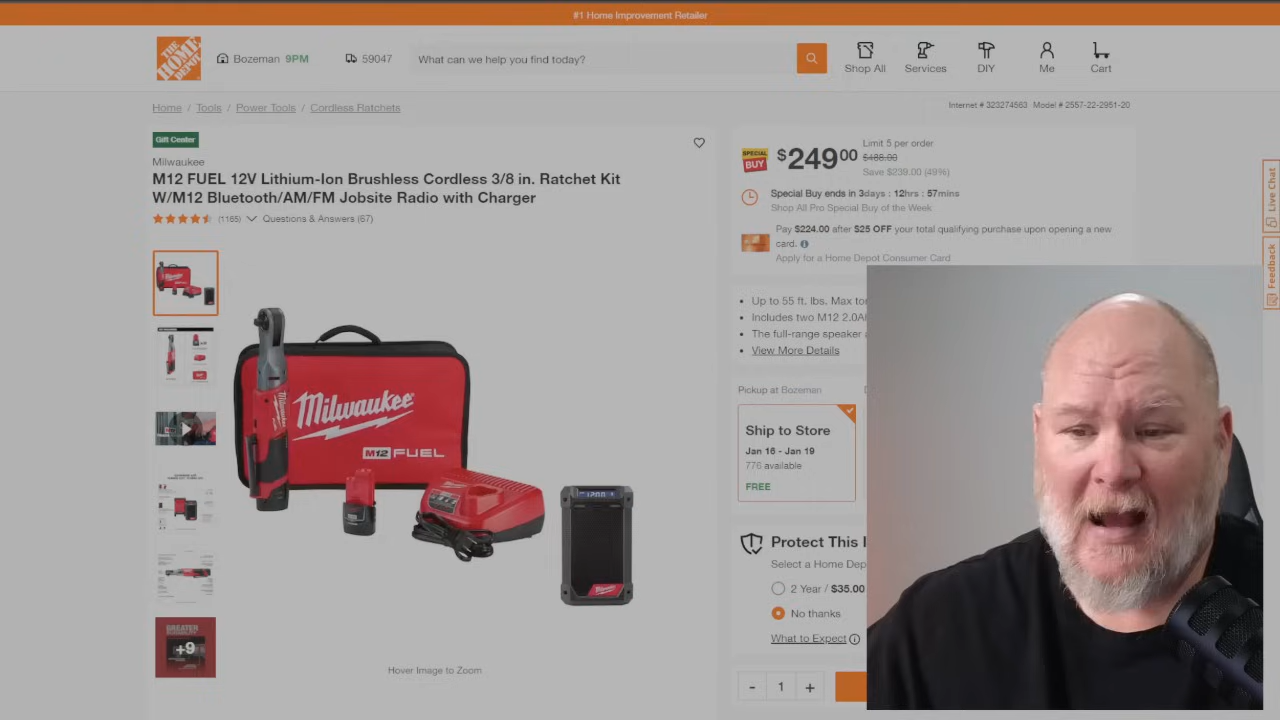 #1 Home Improvement Retailer
THE HOME DEPOT
Bozeman 9PM
59047
What can we help you find today?
Shop All
Services
DIY
Me
Cart
Home / Tools / Power Tools / Cordless Ratchets
Internet # 323274563 Model # 2557-22-2951-20
Gift Center
Milwaukee
M12 FUEL 12V Lithium-Ion Brushless Cordless 3/8 in. Ratchet Kit
W/M12 Bluetooth/AM/FM Jobsite Radio with Charger
(1165)
Questions & Answers (67)
SPECIAL BUY
$249.00
Limit 5 per order
$488.00
Save $239.00 (49%)
Special Buy ends in 3days : 12hrs : 57mins
Shop All Pro Special Buy of the Week
Pay $224.00 after $25 OFF your total qualifying purchase upon opening a new
card.
Apply for a Home Depot Consumer Card
Live Chat
Feedback
Up to 55 ft. lbs. Max
Includes two M12
The full-range speaker
View More Details
Pickup at Bozeman
Ship to Store
Jan 16 - Jan 19
776 available
FREE
Milwaukee
M12 FUEL
Milwaukee
Protect This
Select a Home
2 Year / $35.00
No thanks
What to Expect
+9
Hover Image to Zoom
- 1 +